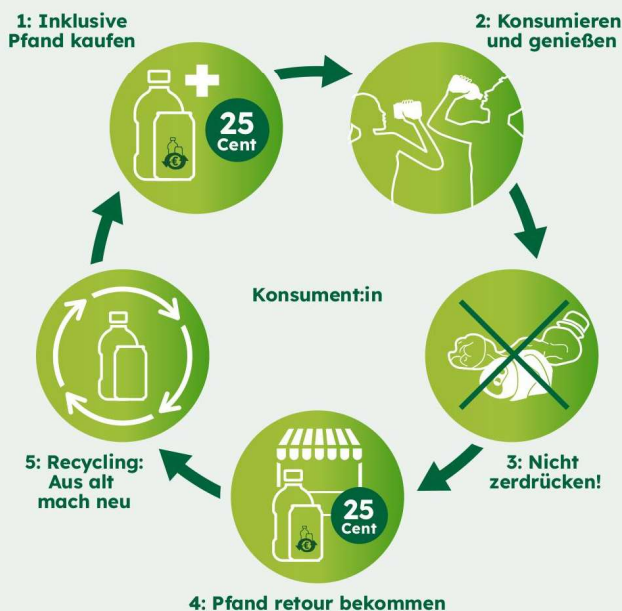 1: Inklusive
Pfand kaufen
25
Cent
2: Konsumieren
und genießen
Konsument:in
3: Nicht
zerdrücken!
25
Cent
4: Pfand retour bekommen
5: Recycling:
Aus alt
mach neu